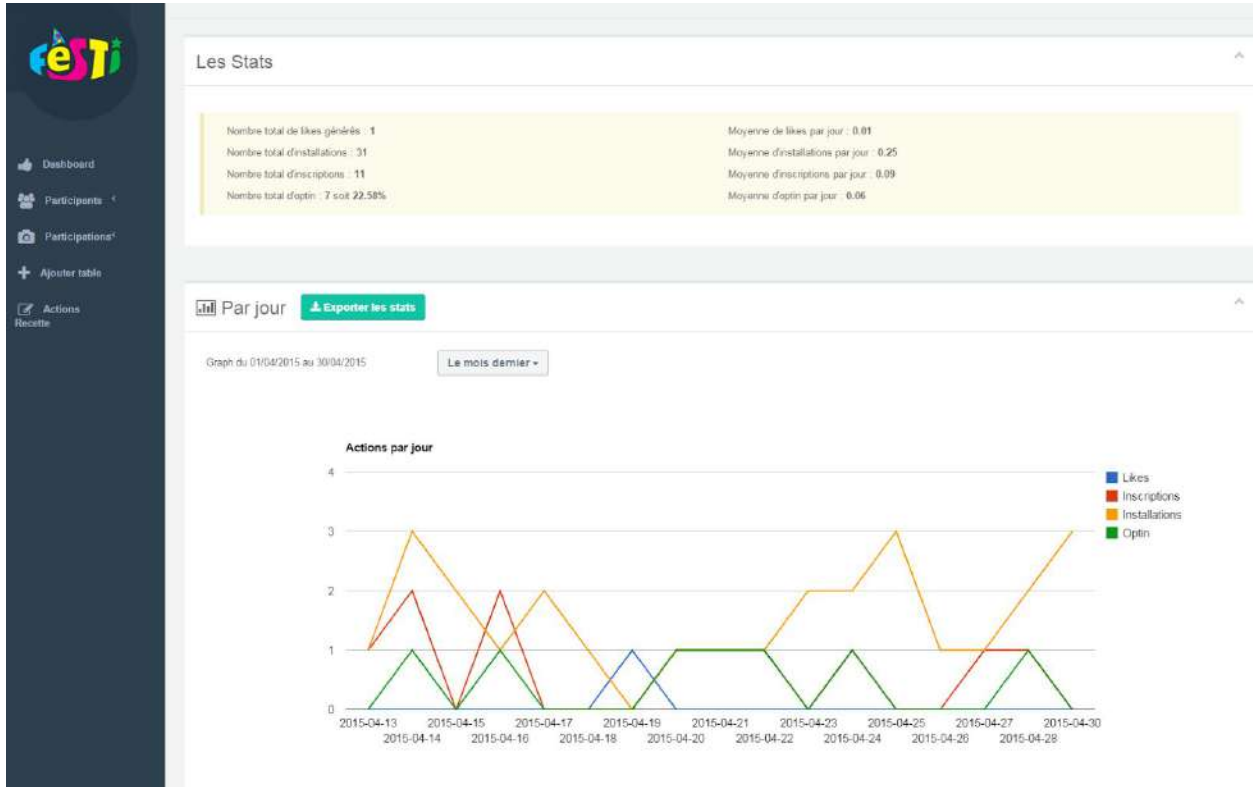 FèSTi
Dashboard
Participants
Participations
Ajouter table
Actions
Recette
Les Stats
Nombre total de likes générés : 1
Nombre total d'installations : 31
Nombre total d'inscriptions : 11
Nombre total d'optin : 7 soit 22.58%
Moyenne de likes par jour : 0.01
Moyenne d'installations par jour : 0.25
Moyenne d'inscriptions par jour : 0.09
Moyenne d'optin par jour : 0.06
Par jour
Exporter les stats
Graph du 01/04/2015 au 30/04/2015
Le mois dernier
Actions par jour
4
3
2
1
0
2015-04-13 2015-04-15 2015-04-17 2015-04-19 2015-04-21 2015-04-23 2015-04-25 2015-04-27 2015-04-30
2015-04-14 2015-04-16 2015-04-18 2015-04-20 2015-04-22 2015-04-24 2015-04-26 2015-04-28
Likes
Inscriptions
Installations
Optin